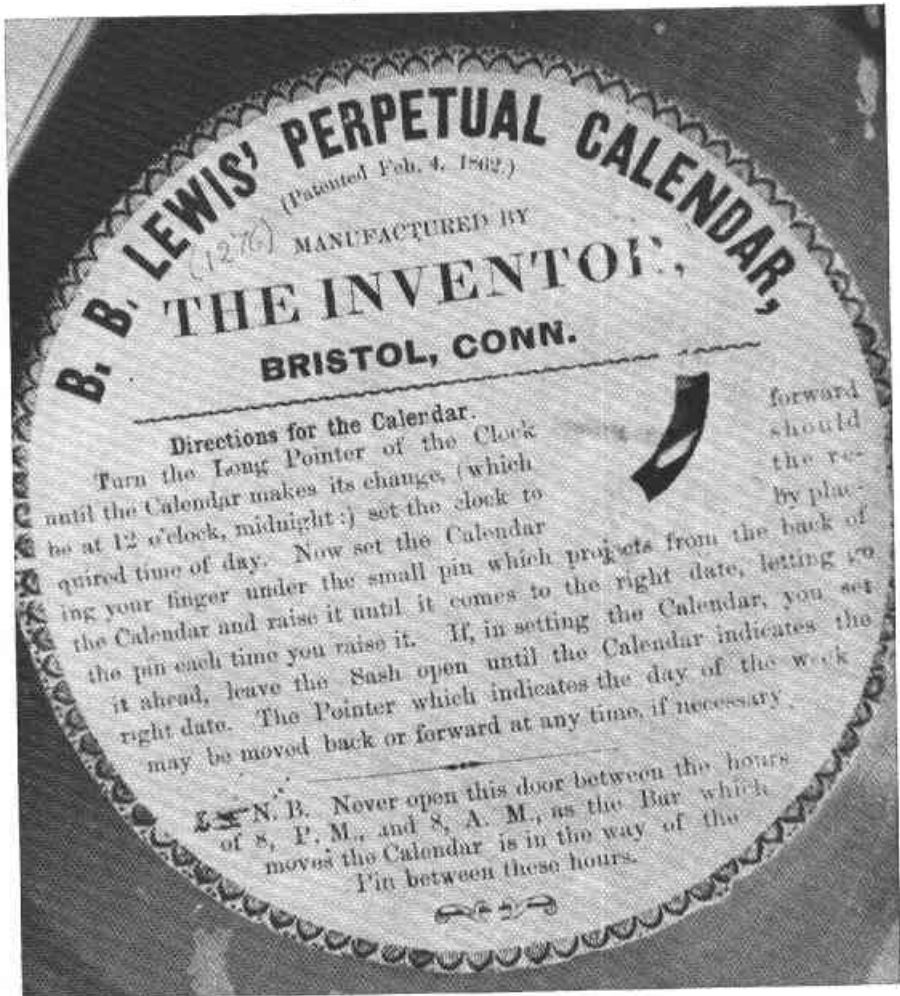 B. B. LEWIS' PERPETUAL CALENDAR,
(Patented Feb. 4. 1862.)
(1276)
MANUFACTURED BY
THE INVENTOR,
BRISTOL, CONN.
Directions for the Calendar.
Turn the Long Pointer of the Clock forward
until the Calendar makes its change, (which should
be at 12 o'clock, midnight:) set the clock to the re-
quired time of day. Now set the Calendar by plac-
ing your finger under the small pin which projects from the back of
the Calendar and raise it until it comes to the right date, letting go
the pin each time you raise it. If, in setting the Calendar, you set
it ahead, leave the Sash open until the Calendar indicates the
right date. The Pointer which indicates the day of the week
may be moved back or forward at any time, if necessary.
N. B. Never open this door between the hours
of 8, P. M., and 8, A. M., as the Bar which
moves the Calendar is in the way of the
Pin between these hours.